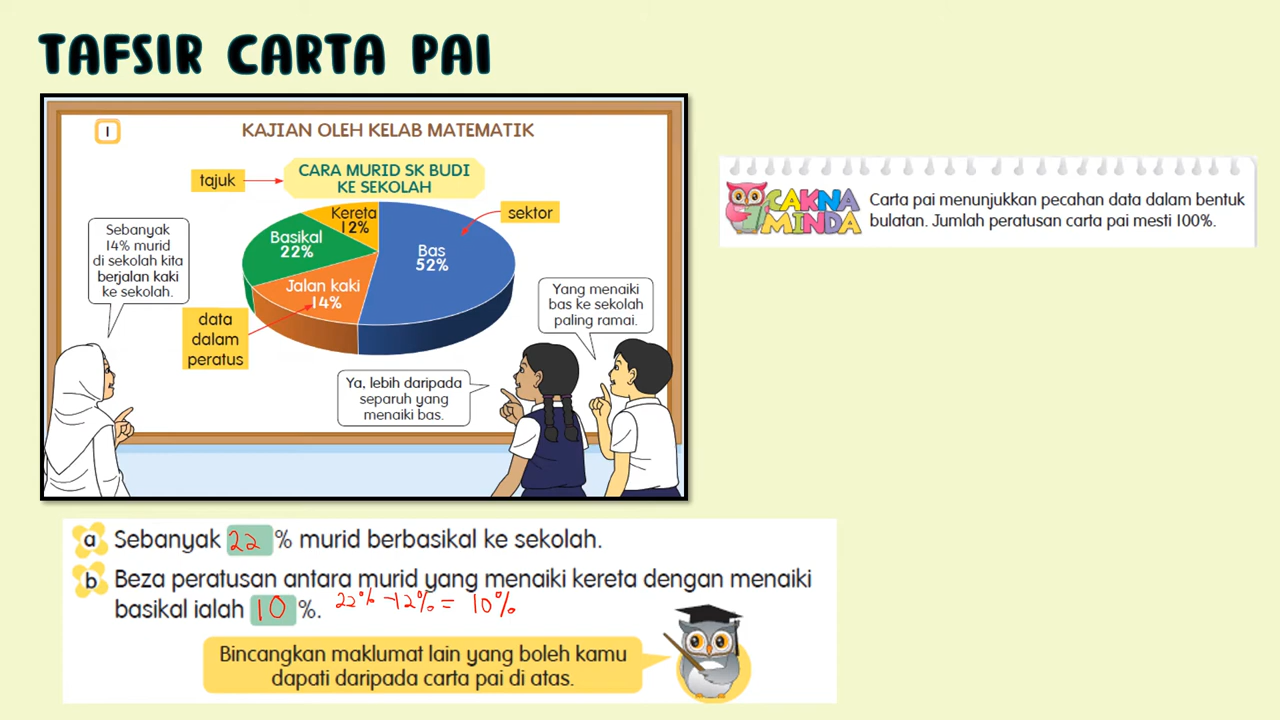 TAFSIR CARTA PAI
1
KAJIAN OLEH KELAB MATEMATIK
tajuk
CARA MURID SK BUDI
KE SEKOLAH
sektor
Kereta
12%
Basikal
22%
Bas
52%
Jalan kaki
14%
Sebanyak
14% murid
di sekolah kita
berjalan kaki
ke sekolah.
data
dalam
peratus
Yang menaiki
bas ke sekolah
paling ramai.
Ya, lebih daripada
separuh yang
menaiki bas.
CAKNA
MINDA
Carta pai menunjukkan pecahan data dalam bentuk
bulatan. Jumlah peratusan carta pai mesti 100%.
a Sebanyak 22 % murid berbasikal ke sekolah.
b Beza peratusan antara murid yang menaiki kereta dengan menaiki
basikal ialah 10 %. 22% - 12% = 10%
Bincangkan maklumat lain yang boleh kamu
dapati daripada carta pai di atas.